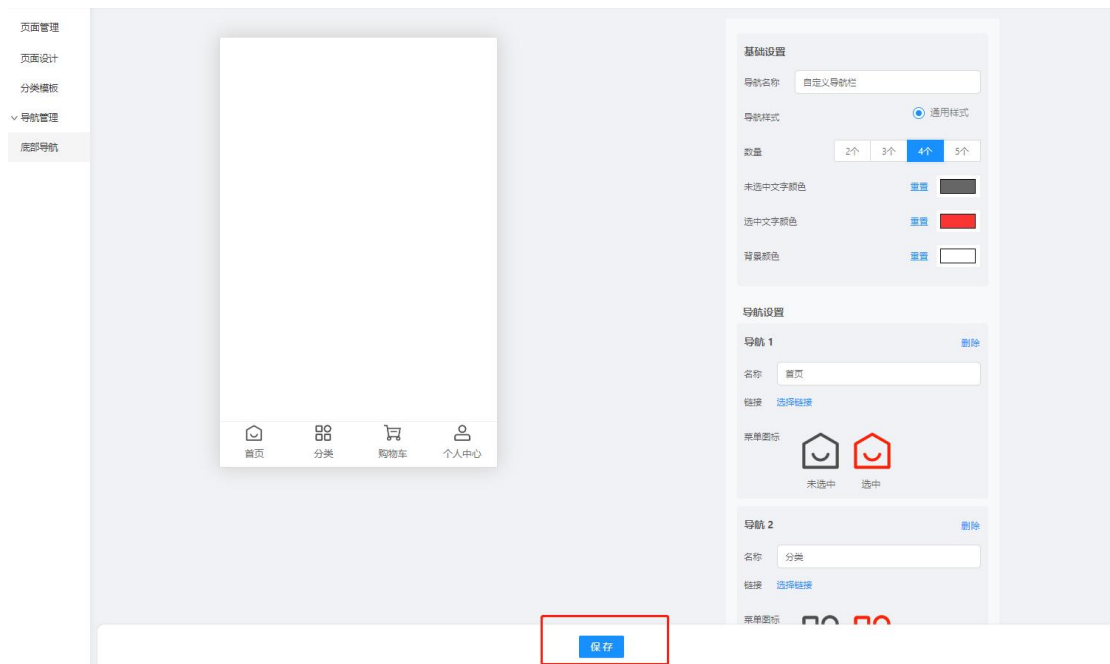 页面管理
页面设计
分类模板
导航管理
底部导航
首页 分类 购物车 个人中心
基础设置
导航名称 自定义导航栏
导航样式 通用样式
数量 2个 3个 4个 5个
未选中文字颜色 重置
选中文字颜色 重置
背景颜色 重置
导航设置
导航 1 删除
名称 首页
链接 选择链接
菜单图标
未选中 选中
导航 2 删除
名称 分类
链接 选择链接
菜单图标
保存